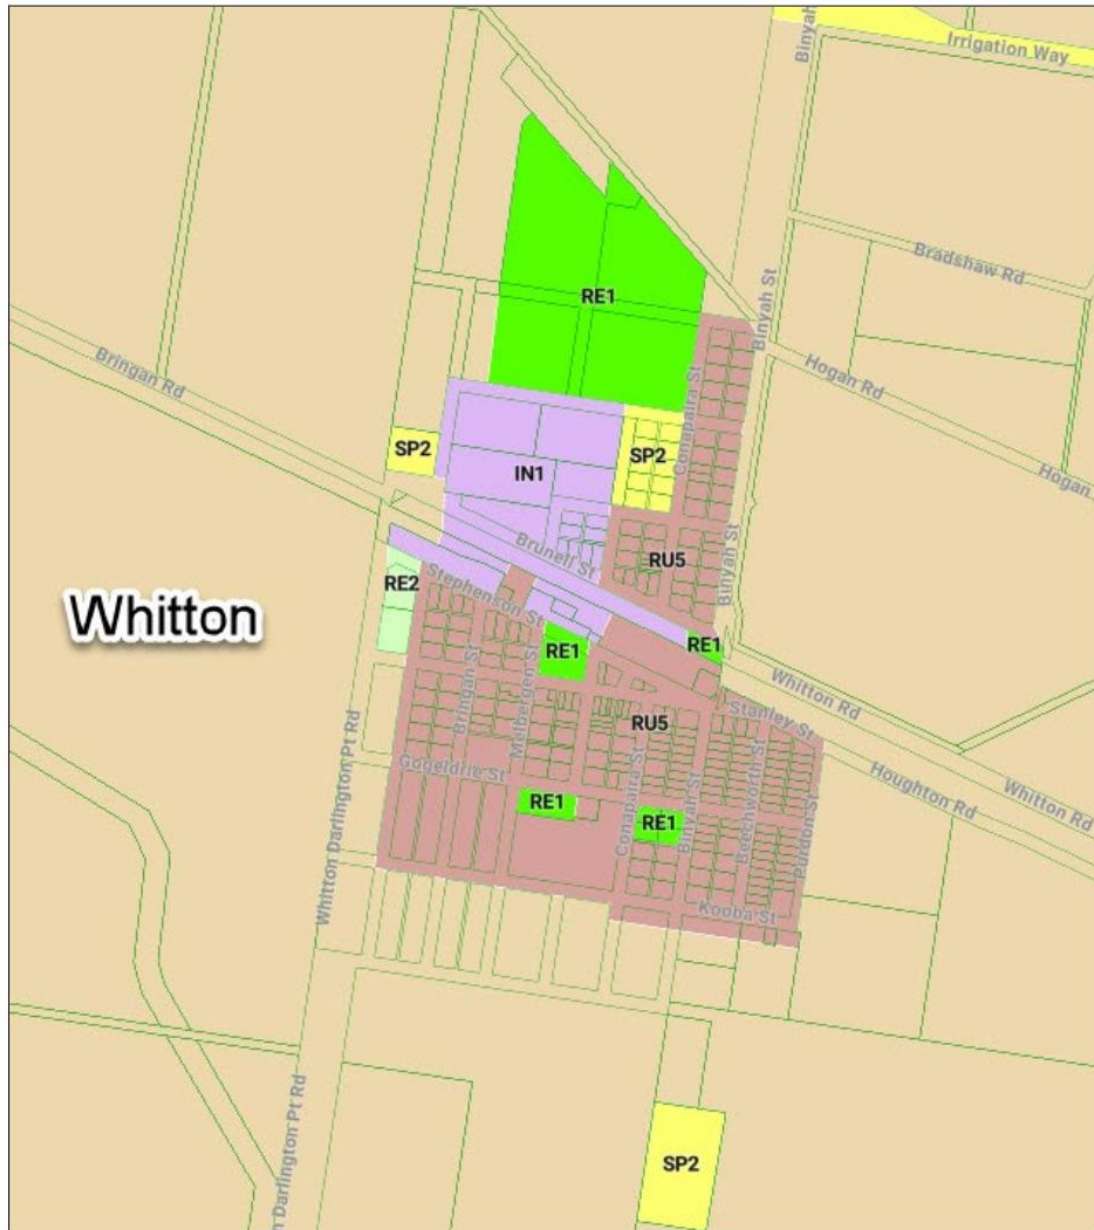 Binyah
Irrigation Way
Bradshaw Rd
RE1
Binyah St
Bringan Rd
Hogan Rd
Conapaira St
SP2
SP2
IN1
Hogan
Brunell St
RU5
Binyah St
RE2
Stephenson St
Whitton
RE1
RE1
Whitton Rd
Bringan St
Melbergen St
RU5
Stanley St
Whitton Darlington Pt Rd
Gogeldrie St
Houghton Rd
Whitton Rd
RE1
RE1
Conapaira St
Binyah St
Beechworth St
Purdon St
Kooba St
n Darlington Pt Rd
SP2